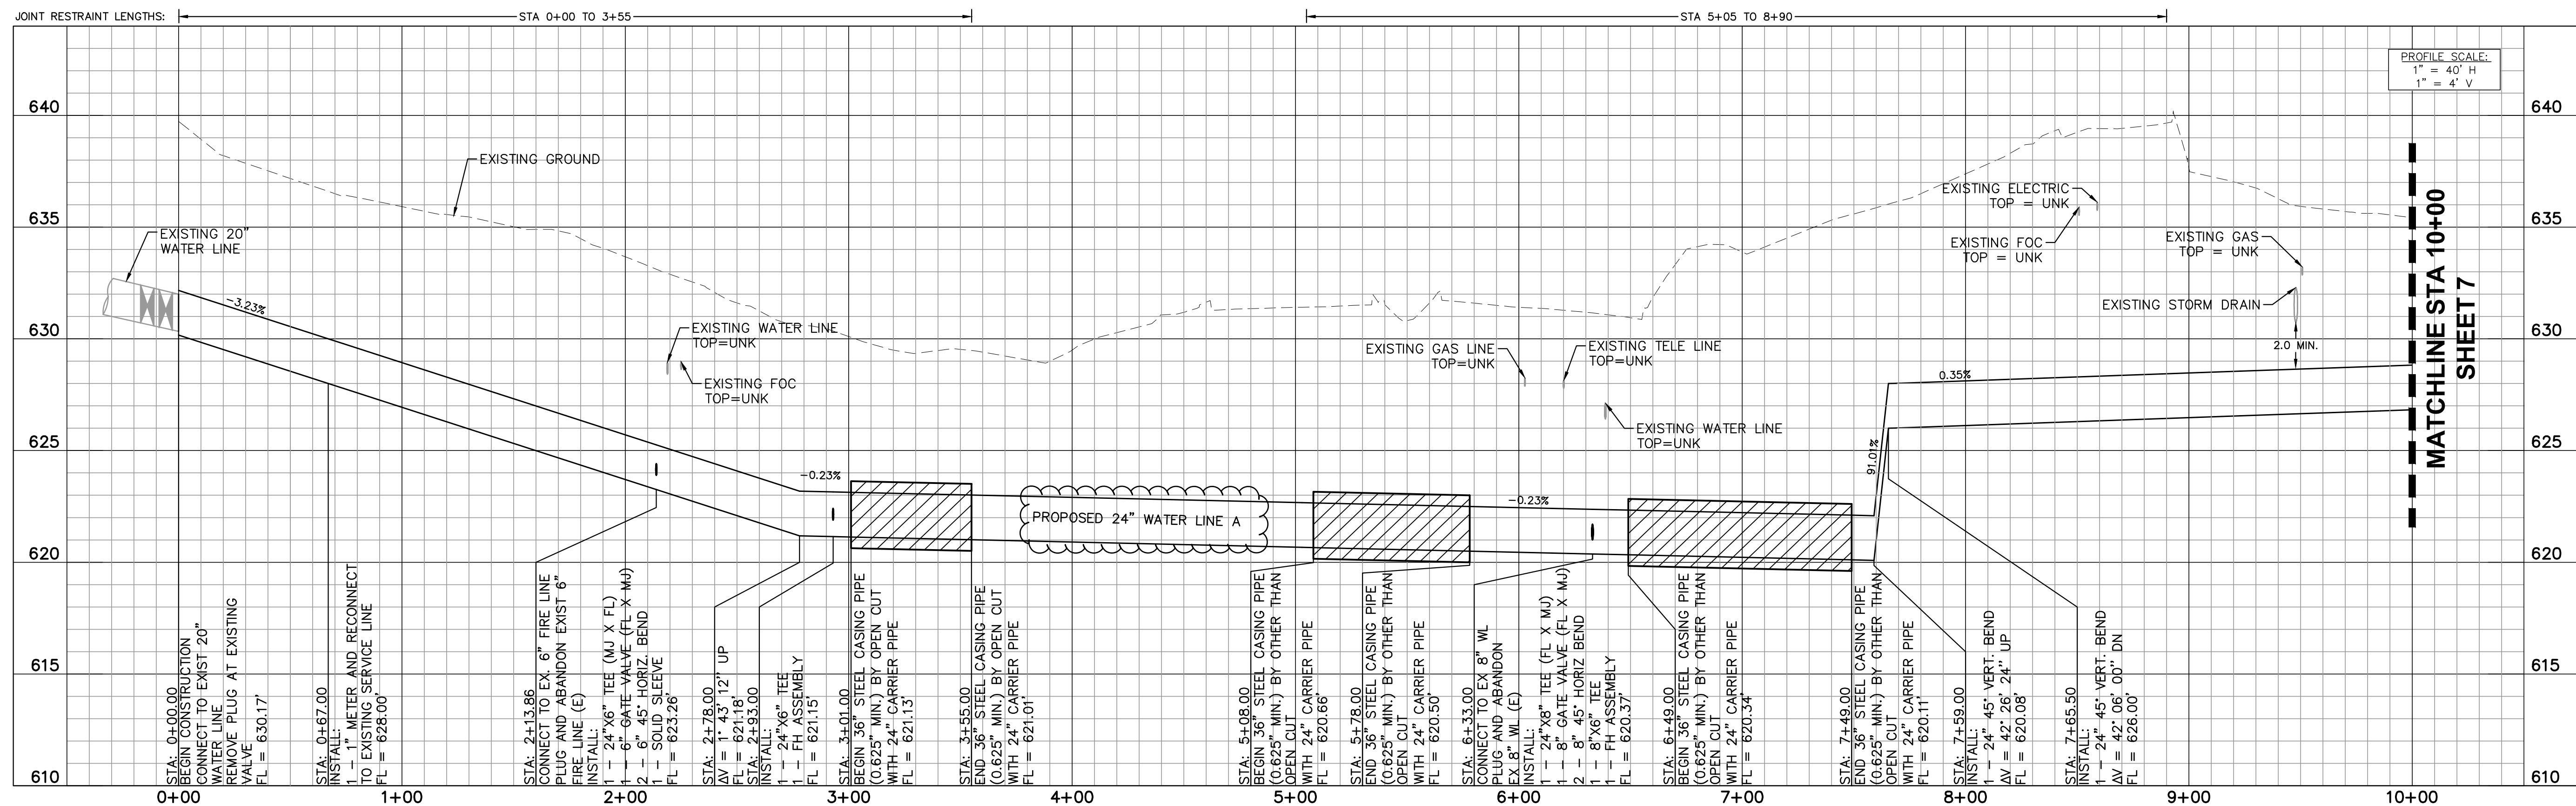 JOINT RESTRAINT LENGTHS:
STA 0+00 TO 3+55
STA 5+05 TO 8+90
PROFILE SCALE:
1" = 40' H
1" = 4' V
640
635
630
625
620
615
610
640
635
630
625
620
615
610
EXISTING GROUND
EXISTING 20"
WATER LINE
-3.23%
EXISTING WATER LINE
TOP=UNK
EXISTING FOC
TOP=UNK
-0.23%
PROPOSED 24" WATER LINE A
EXISTING GAS LINE
TOP=UNK
EXISTING TELE LINE
TOP=UNK
EXISTING WATER LINE
TOP=UNK
-0.23%
91.01%
0.35%
EXISTING ELECTRIC
TOP = UNK
EXISTING FOC
TOP = UNK
EXISTING GAS
TOP = UNK
EXISTING STORM DRAIN
2.0 MIN.
MATCHLINE STA 10+00
SHEET 7
STA: 0+00.00
BEGIN CONSTRUCTION
CONNECT TO EXIST 20"
WATER LINE
REMOVE PLUG AT EXISTING
VALVE
FL = 630.17'
STA: 0+67.00
INSTALL:
1 - 1" METER AND RECONNECT
TO EXISTING SERVICE LINE
FL = 628.00'
STA: 2+13.86
CONNECT TO EX. 6" FIRE LINE
PLUG AND ABANDON EXIST 6"
FIRE LINE (E)
INSTALL:
1 - 24"X6" TEE (MJ X FL)
1 - 6" GATE VALVE (FL X MJ)
2 - 6" 45° HORIZ. BEND
1 - SOLID SLEEVE
FL = 623.26'
STA: 2+78.00
ΔV = 1° 43' 12" UP
FL = 621.18'
STA: 2+93.00
INSTALL:
1 - 24"X6" TEE
1 - FH ASSEMBLY
FL = 621.15'
STA: 3+01.00
BEGIN 36" STEEL CASING PIPE
(0.625" MIN.) BY OPEN CUT
WITH 24" CARRIER PIPE
FL = 621.13'
STA: 3+55.00
END 36" STEEL CASING PIPE
(0.625" MIN.) BY OPEN CUT
WITH 24" CARRIER PIPE
FL = 621.01'
STA: 5+08.00
BEGIN 36" STEEL CASING PIPE
(0.625" MIN.) BY OTHER THAN
OPEN CUT
WITH 24" CARRIER PIPE
FL = 620.66'
STA: 5+78.00
END 36" STEEL CASING PIPE
(0.625" MIN.) BY OTHER THAN
OPEN CUT
WITH 24" CARRIER PIPE
FL = 620.50'
STA: 6+33.00
CONNECT TO EX 8" WL
PLUG AND ABANDON
EX 8" WL (E)
INSTALL:
1 - 24"X8" TEE (FL X MJ)
1 - 8" GATE VALVE (FL X MJ)
2 - 8" 45° HORIZ BEND
1 - 8"X6" TEE
1 - FH ASSEMBLY
FL = 620.37'
STA: 6+49.00
BEGIN 36" STEEL CASING PIPE
(0.625" MIN.) BY OTHER THAN
OPEN CUT
WITH 24" CARRIER PIPE
FL = 620.34'
STA: 7+49.00
END 36" STEEL CASING PIPE
(0.625" MIN.) BY OTHER THAN
OPEN CUT
WITH 24" CARRIER PIPE
FL = 620.11'
STA: 7+59.00
INSTALL:
1 - 24" 45° VERT. BEND
ΔV = 42° 26' 24" UP
FL = 620.08'
STA: 7+65.50
INSTALL:
1 - 24" 45° VERT. BEND
ΔV = 42° 06' 00" DN
FL = 626.00'
0+00
1+00
2+00
3+00
4+00
5+00
6+00
7+00
8+00
9+00
10+00